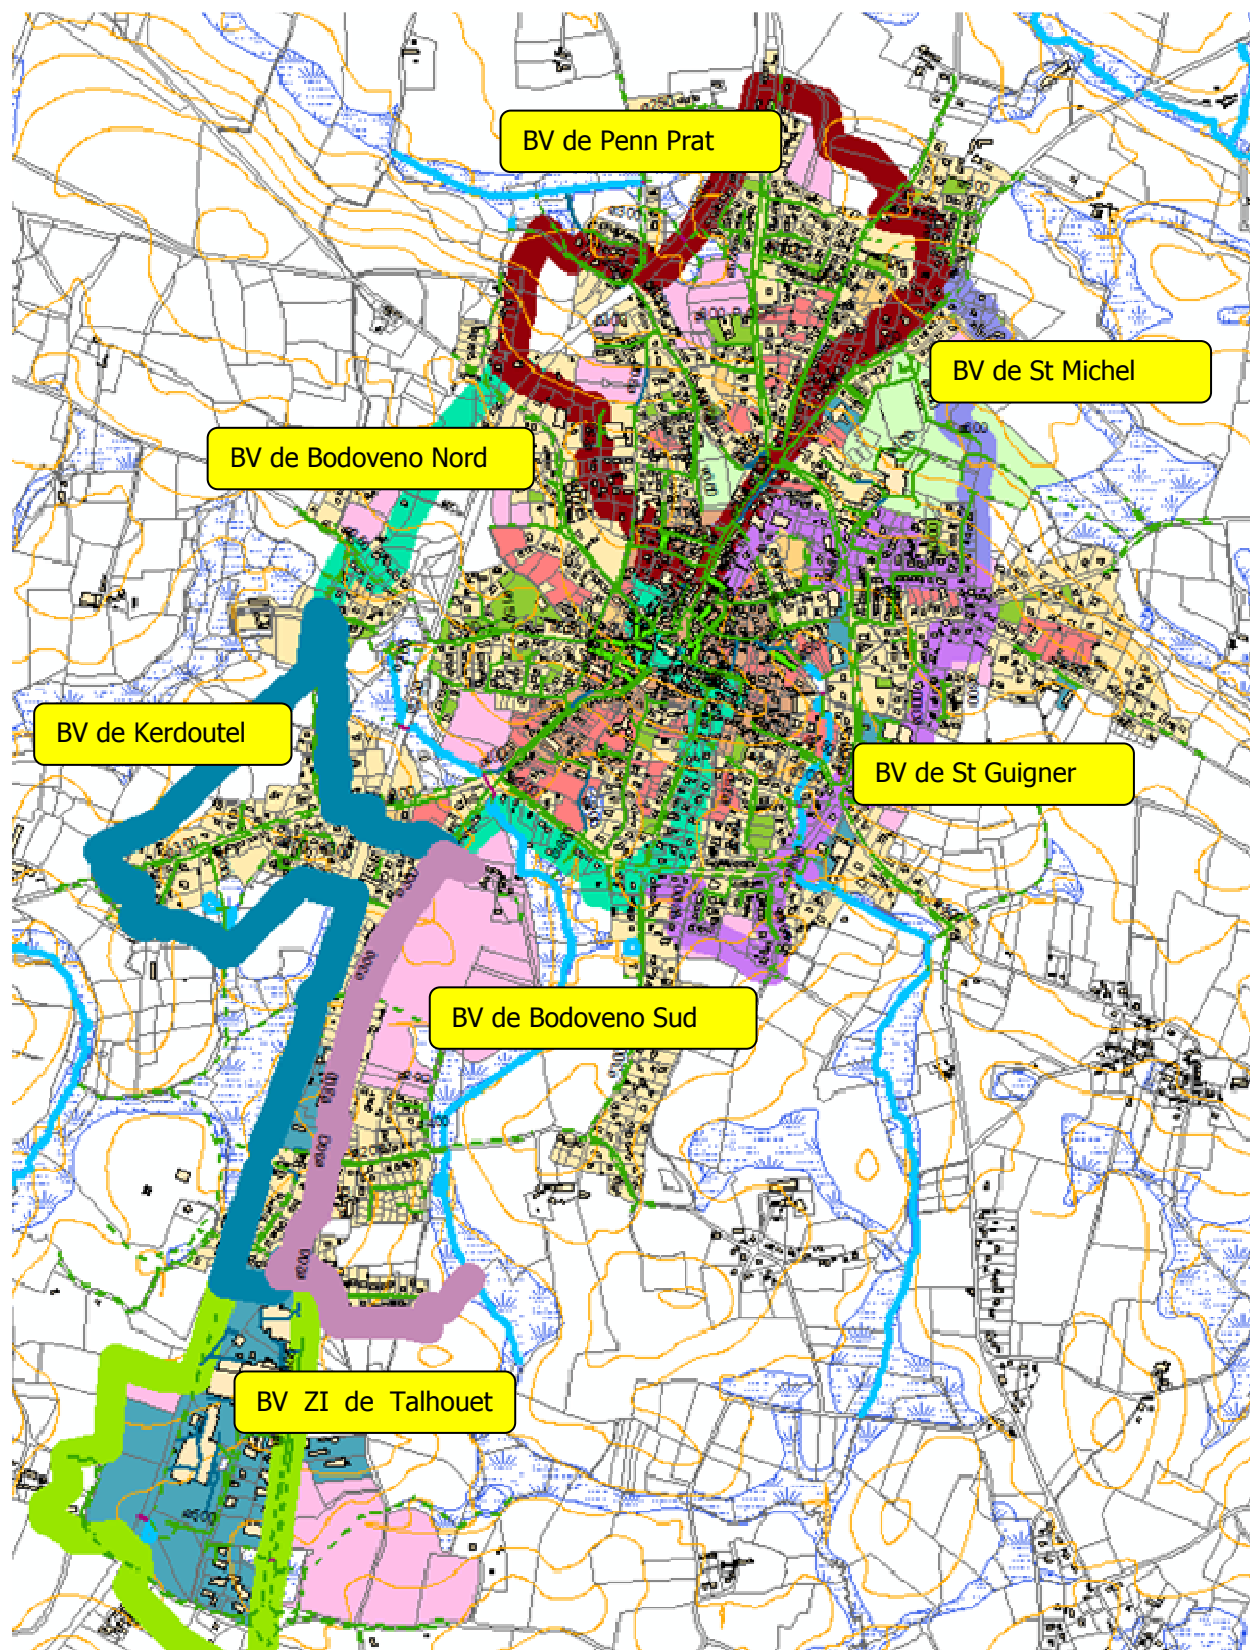 BV de Penn Prat
BV de St Michel
BV de Bodoveno Nord
BV de Kerdoutel
BV de St Guigner
BV de Bodoveno Sud
BV ZI de Talhouet